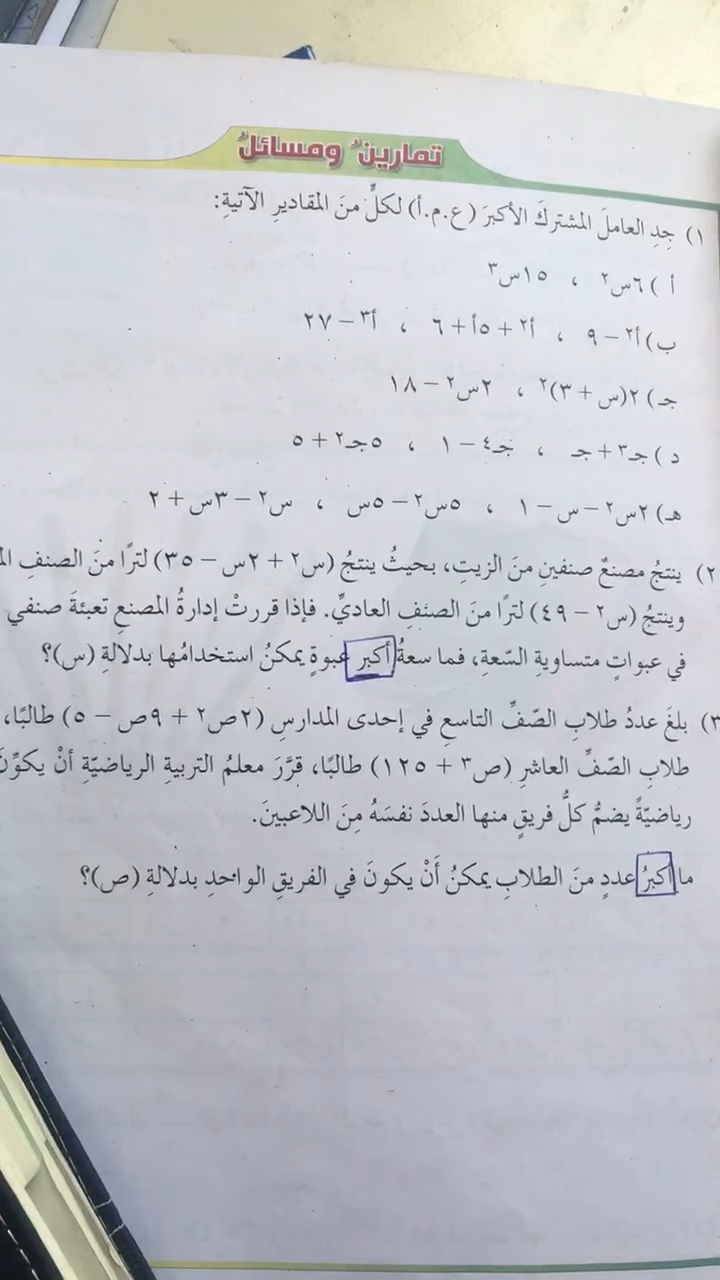 تمارينٌ ومسائلٌ
١) جِدِ العاملَ المشتركَ الأكبرَ (ع.م.أ) لكلٍّ منَ المقاديرِ الآتيةِ:
أ ) ٦س٢ ، ١٥س٣
ب) أ٢ – ٩ ، أ٢ + ٥أ + ٦ ، أ٣ – ٢٧
جـ) ٢(س + ٣)٢ ، ٢س٢ – ١٨
د ) جـ٣ + جـ ، جـ٤ – ١ ، ٥جـ٢ + ٥
هـ) ٢س٢ – س – ١ ، ٥س٢ – ٥س ، س٢ – ٣س + ٢
٢) ينتجُ مصنعٌ صنفينِ منَ الزيتِ، بحيثُ ينتجُ (س٢ + ٢س – ٣٥) لترًا منَ الصنفِ
وينتجُ (س٢ – ٤٩) لترًا منَ الصنفِ العاديِّ. فإذا قررتْ إدارةُ المصنعِ تعبئةَ صنفي
في عبواتٍ متساويةِ السّعةِ، فما سعةُ أكبرِ عبوةٍ يمكنُ استخدامُها بدلالةِ (س)؟
٣) بلغَ عددُ طلابِ الصّفِّ التاسعِ في إحدى المدارسِ (٢ص٢ + ٩ص – ٥) طالبًا،
طلابِ الصّفِّ العاشرِ (ص٣ + ١٢٥) طالبًا، قرَّرَ معلمُ التربيةِ الرياضيّةِ أنْ يكوِّنَ
رياضيّةً يضمُّ كلُّ فريقٍ منها العددَ نفسَهُ مِنَ اللاعبينَ.
ما أكبرُ عددٍ منَ الطلابِ يمكنُ أَنْ يكونَ في الفريقِ الواحدِ بدلالةِ (ص)؟